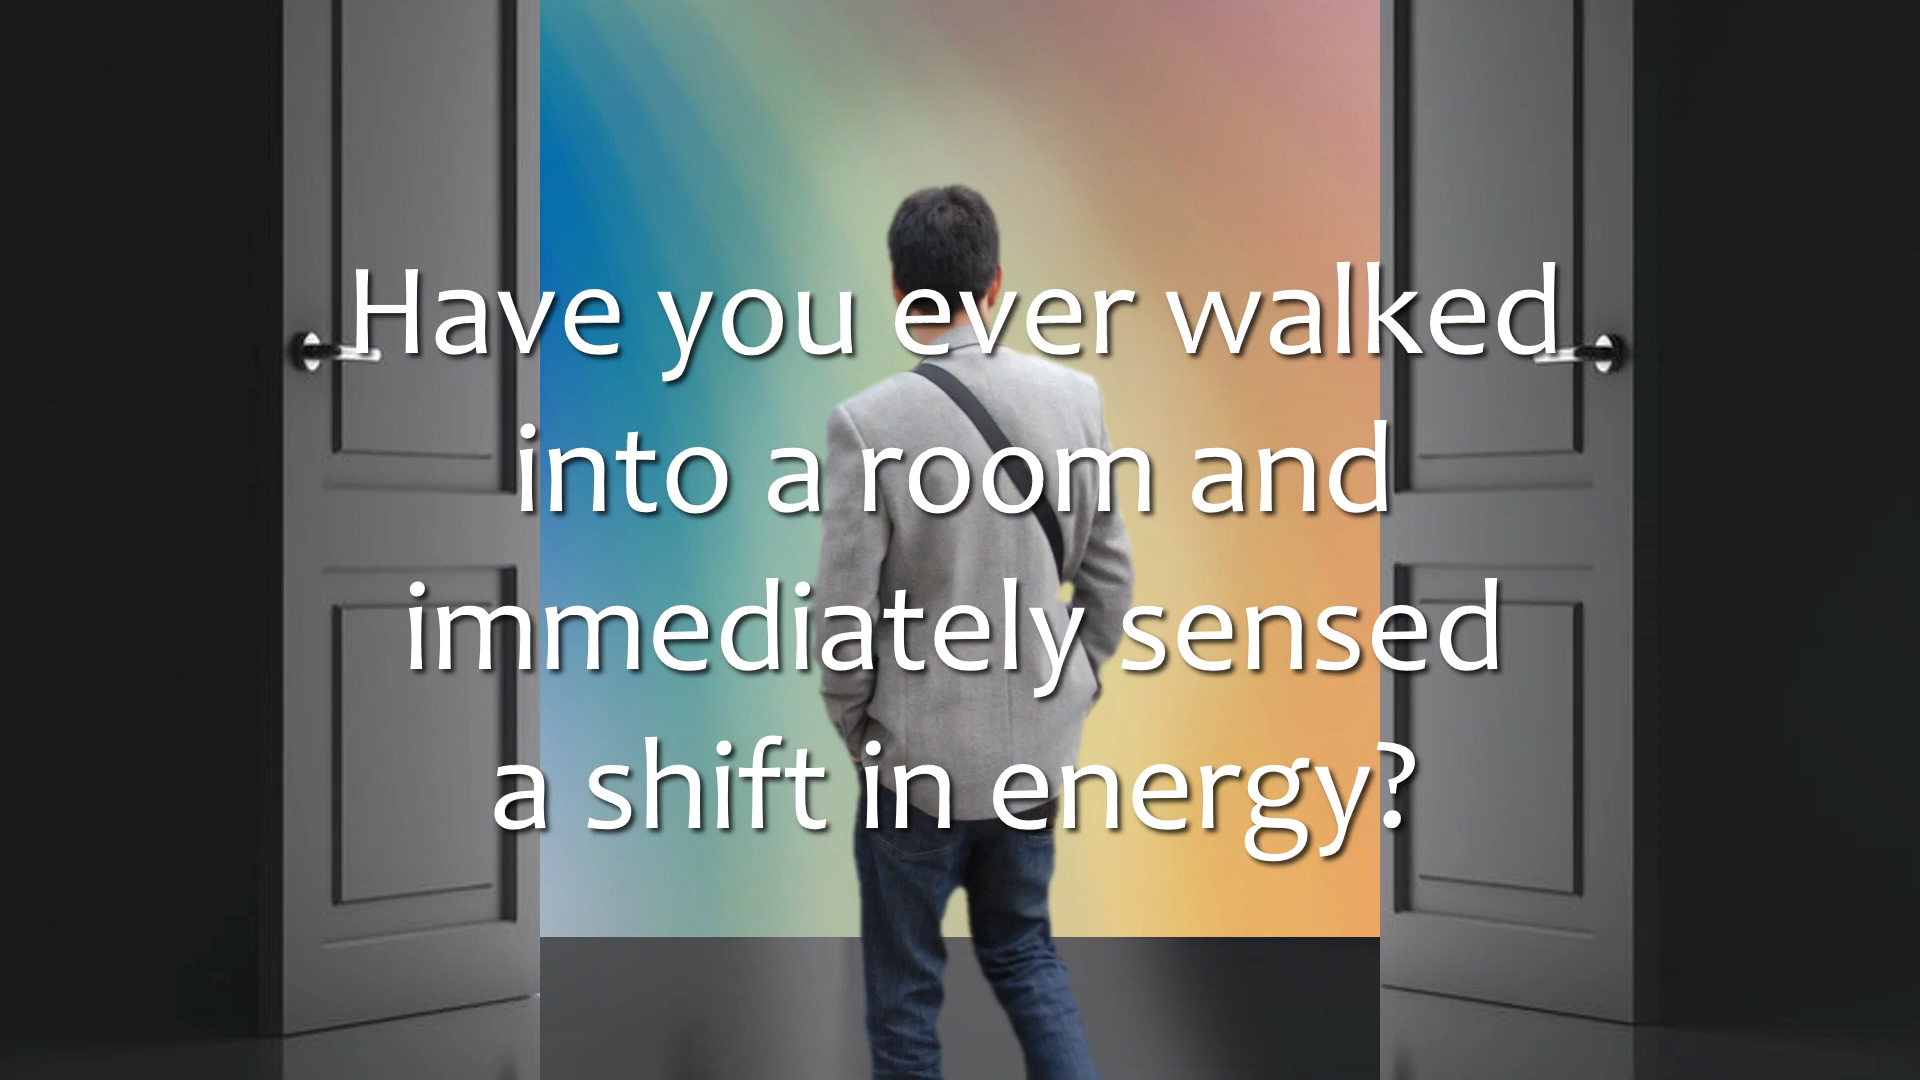 Have you ever walked
into a room and
immediately sensed
a shift in energy?